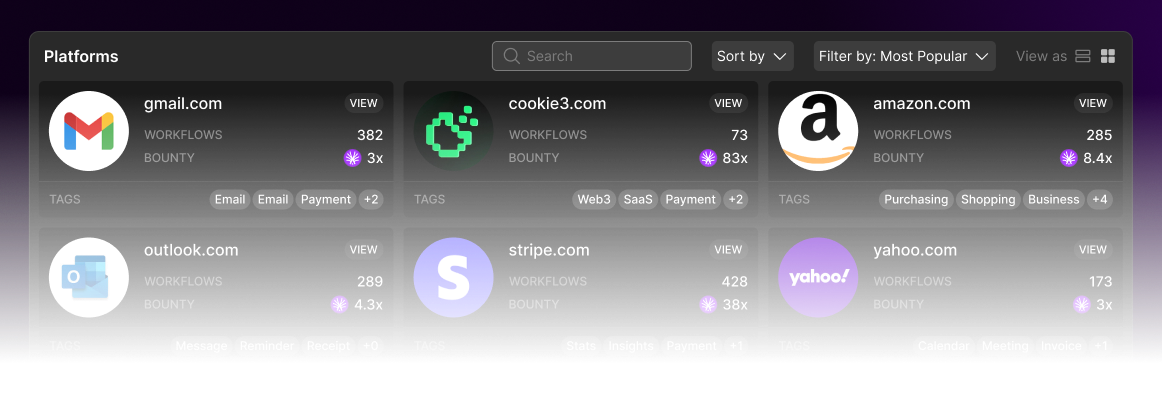 Platforms Search Sort by Filter by: Most Popular View as
gmail.com VIEW
WORKFLOWS 382
BOUNTY 3x
TAGS Email Email Payment +2
cookie3.com VIEW
WORKFLOWS 73
BOUNTY 83x
TAGS Web3 SaaS Payment +2
a
amazon.com VIEW
WORKFLOWS 285
BOUNTY 8.4x
TAGS Purchasing Shopping Business +4
O
outlook.com VIEW
WORKFLOWS 289
BOUNTY 4.3x
TAGS Message Reminder Receipt +0
S
stripe.com VIEW
WORKFLOWS 428
BOUNTY 38x
TAGS Stats Insights Payment +1
yahoo!
yahoo.com VIEW
WORKFLOWS 173
BOUNTY 3x
TAGS Calendar Meeting Invoice +1